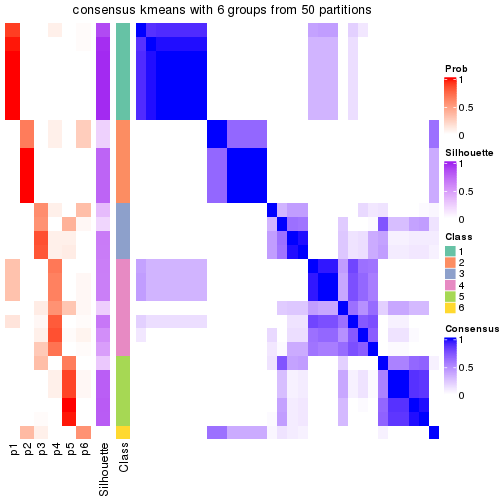 consensus kmeans with 6 groups from 50 partitions
Prob
1
0.5
0
Silhouette
1
0.5
0
Class
1
2
3
4
5
6
Consensus
1
0.5
0
p1
p2
p3
p4
p5
p6
Silhouette
Class